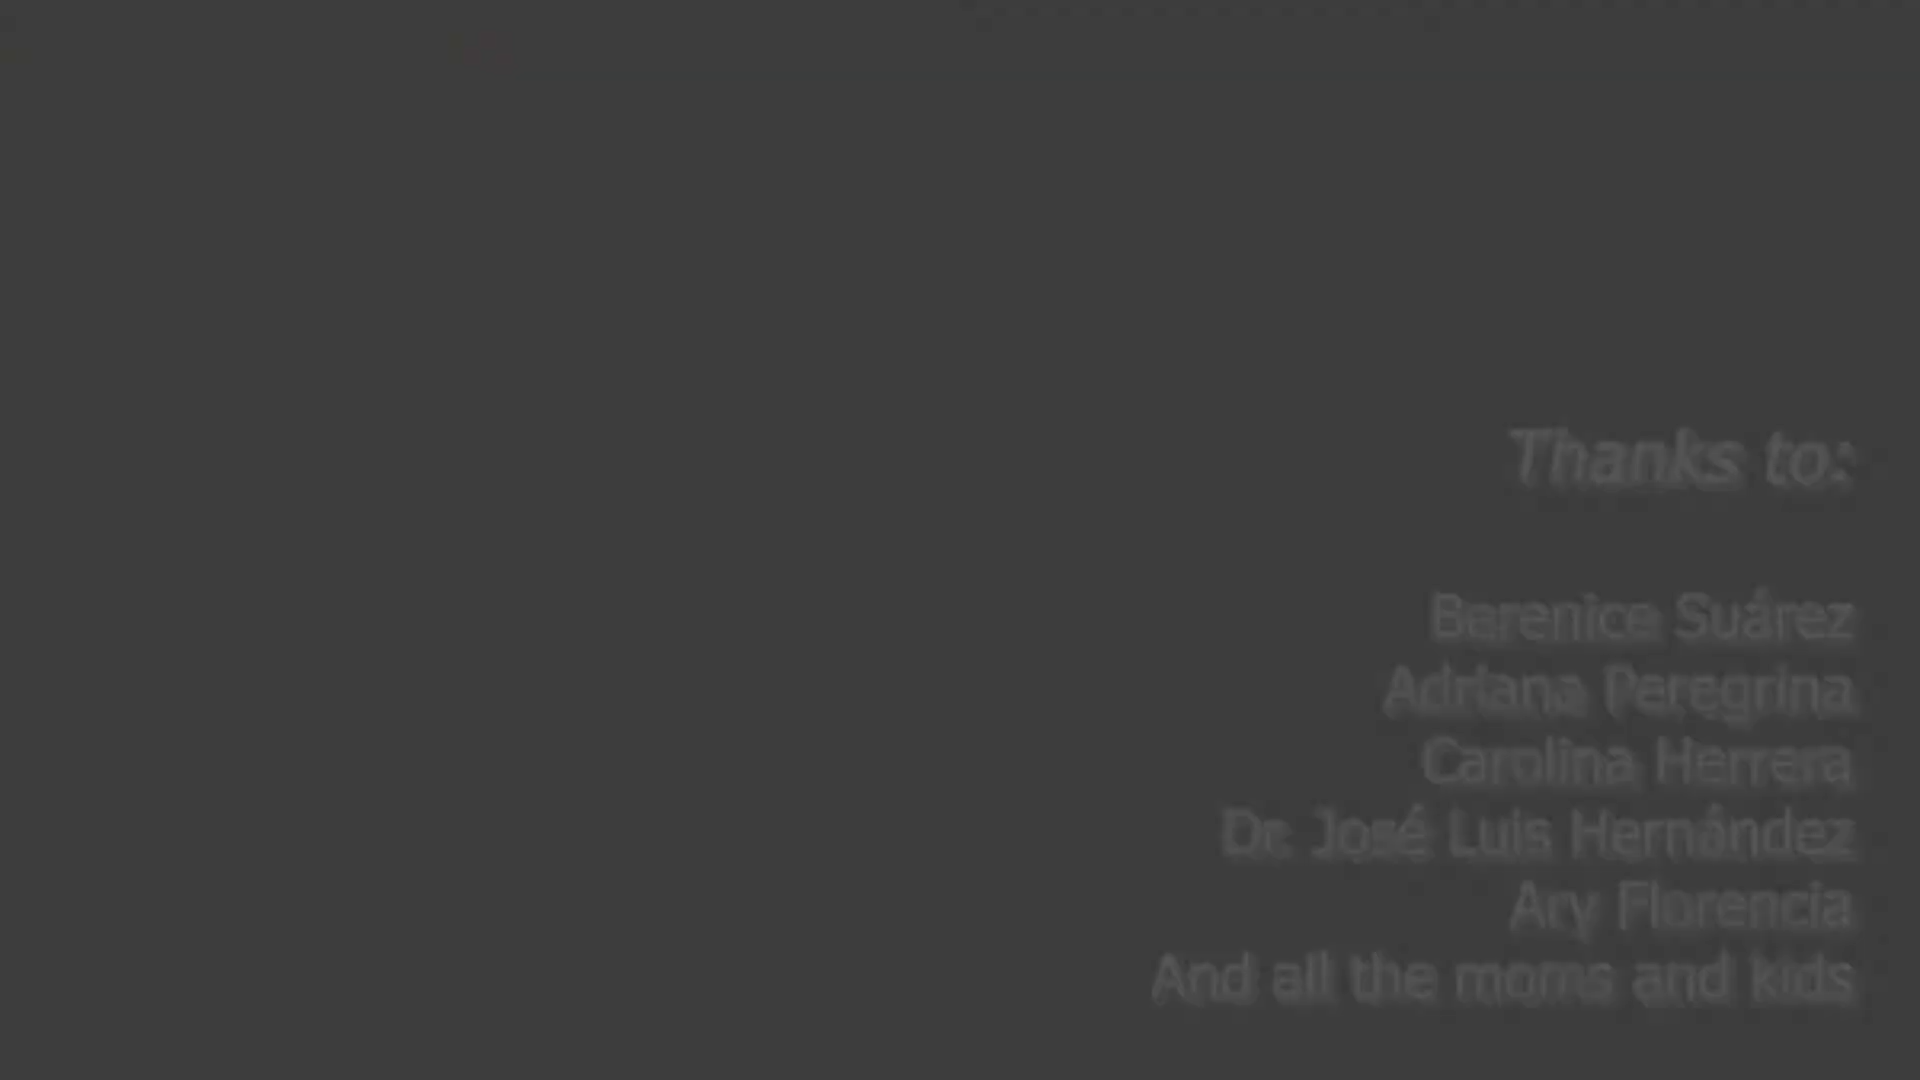 Thanks to:
Berenice Suárez
Adriana Peregrina
Carolina Herrera
Dr. José Luis Hernández
Ary Florencia
And all the moms and kids